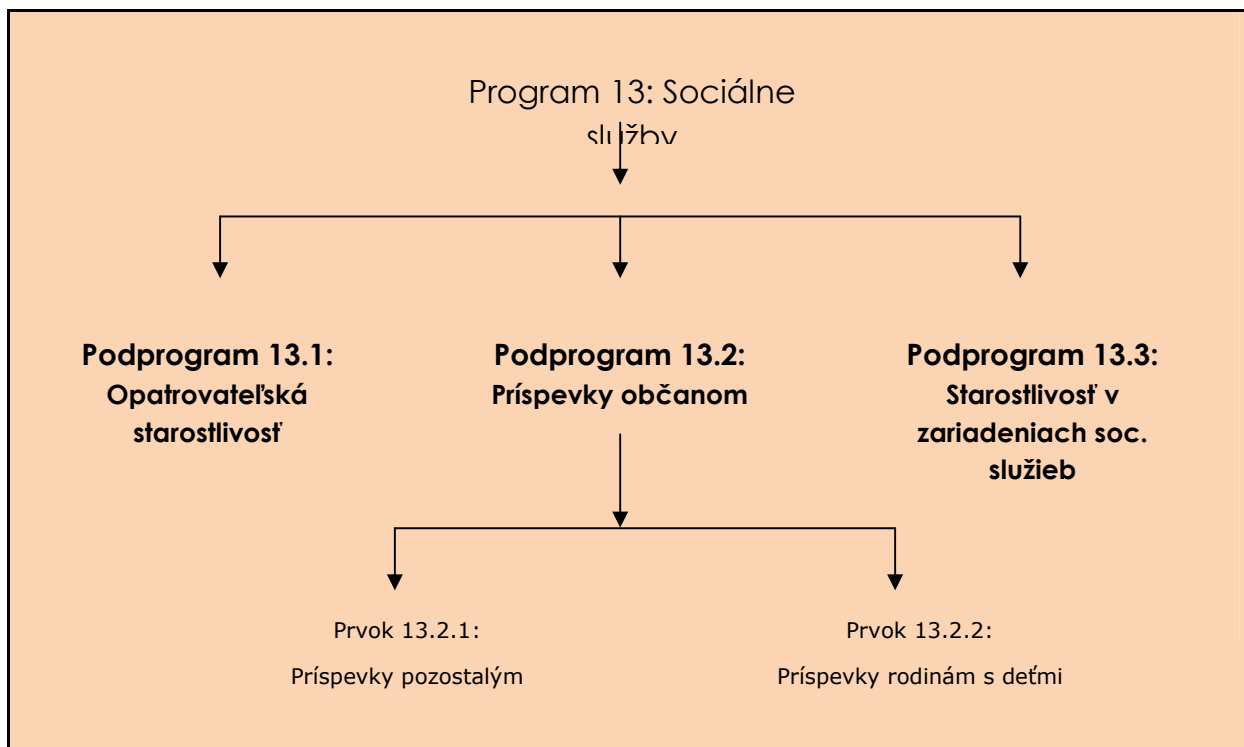 Program 13: Sociálne
služby
Podprogram 13.1:
Opatrovateľská
starostlivosť
Podprogram 13.2:
Príspevky občanom
Podprogram 13.3:
Starostlivosť v
zariadeniach soc.
služieb
Prvok 13.2.1:
Príspevky pozostalým
Prvok 13.2.2:
Príspevky rodinám s deťmi